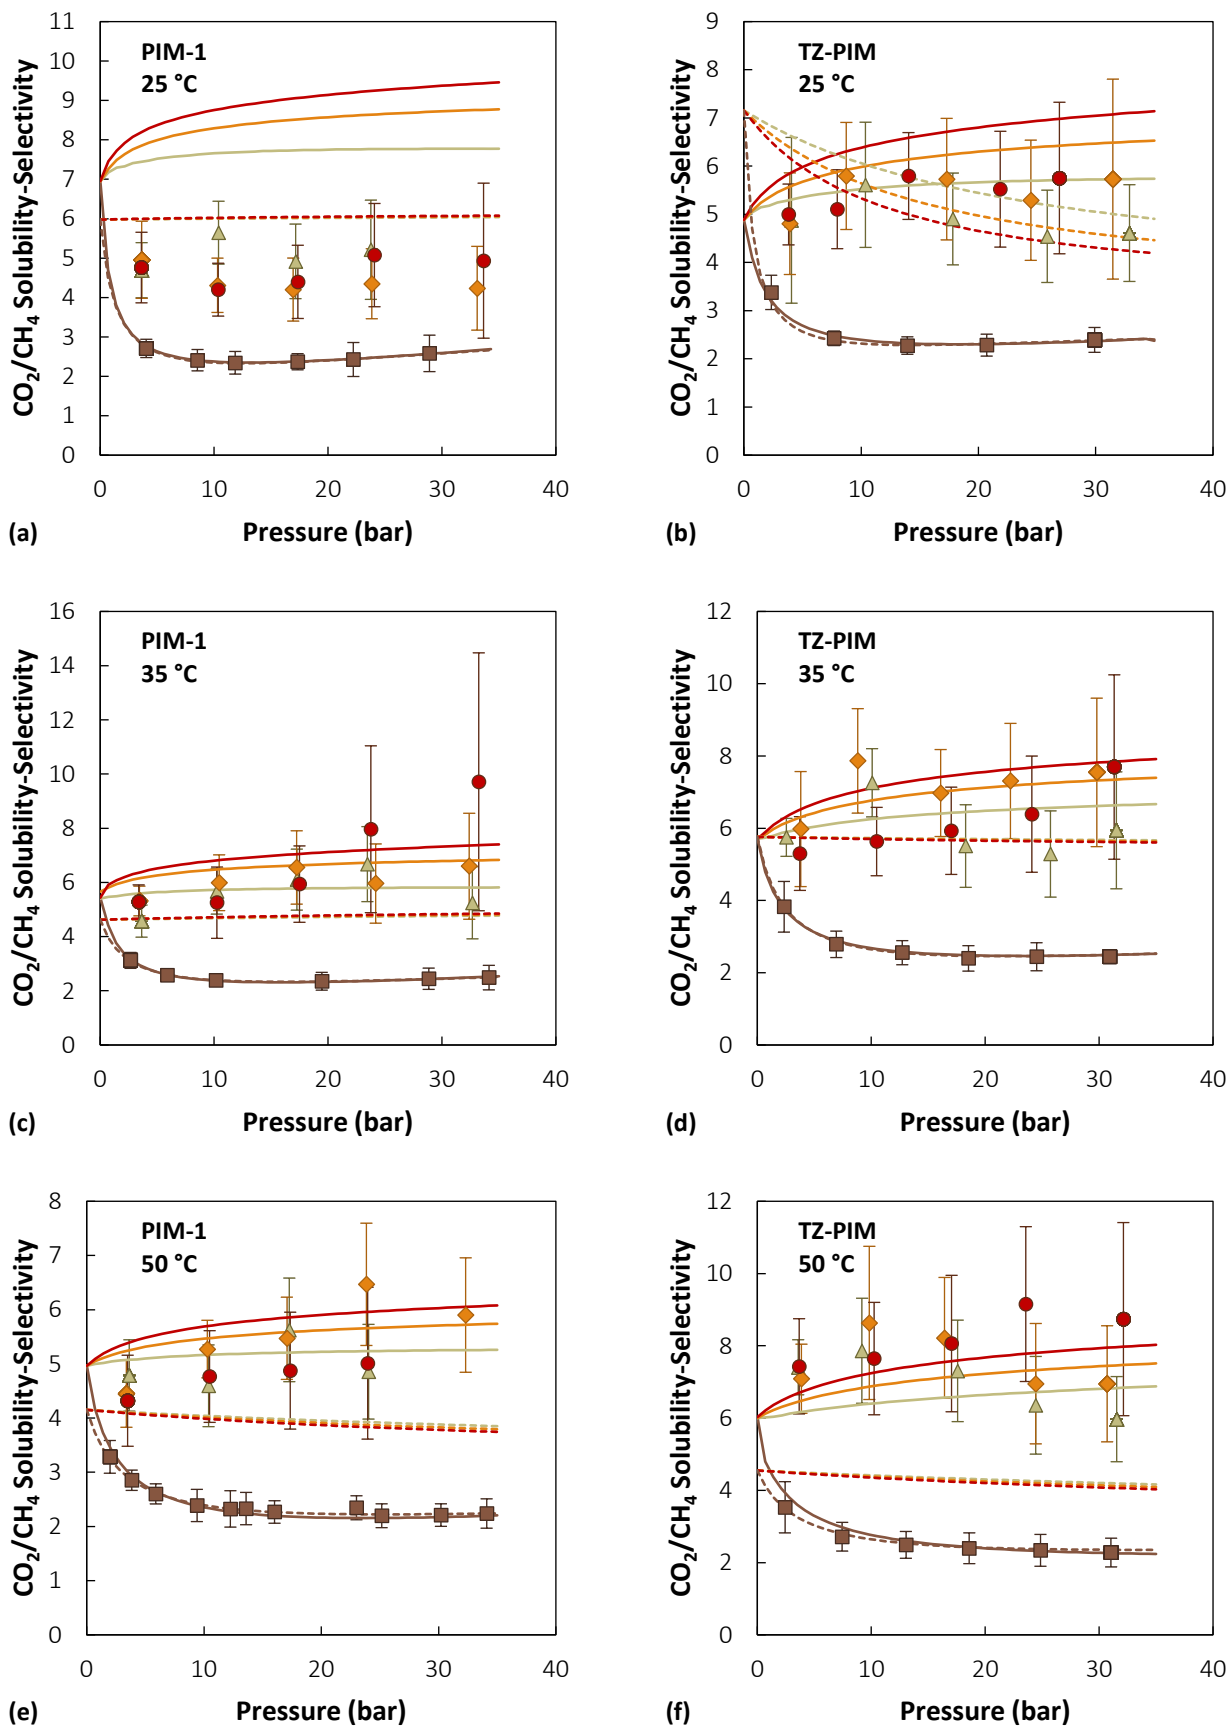 PIM-1
25 °C
CO₂/CH₄ Solubility-Selectivity
11
10
9
8
7
6
5
4
3
2
1
0
0 10 20 30 40
(a) Pressure (bar)
TZ-PIM
25 °C
CO₂/CH₄ Solubility-Selectivity
9
8
7
6
5
4
3
2
1
0
0 10 20 30 40
(b) Pressure (bar)
PIM-1
35 °C
CO₂/CH₄ Solubility-Selectivity
16
14
12
10
8
6
4
2
0
0 10 20 30 40
(c) Pressure (bar)
TZ-PIM
35 °C
CO₂/CH₄ Solubility-Selectivity
12
10
8
6
4
2
0
0 10 20 30 40
(d) Pressure (bar)
PIM-1
50 °C
CO₂/CH₄ Solubility-Selectivity
8
7
6
5
4
3
2
1
0
0 10 20 30 40
(e) Pressure (bar)
TZ-PIM
50 °C
CO₂/CH₄ Solubility-Selectivity
12
10
8
6
4
2
0
0 10 20 30 40
(f) Pressure (bar)